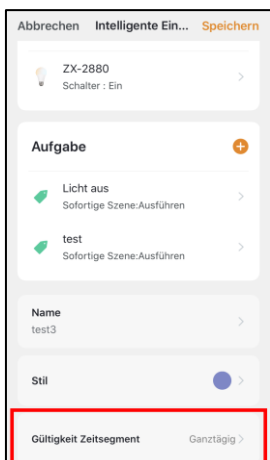 Abbrechen Intelligente Ein... Speichern
ZX-2880
Schalter : Ein
Aufgabe
Licht aus
Sofortige Szene:Ausführen
test
Sofortige Szene:Ausführen
Name
test3
Stil
Gültigkeit Zeitsegment Ganztägig